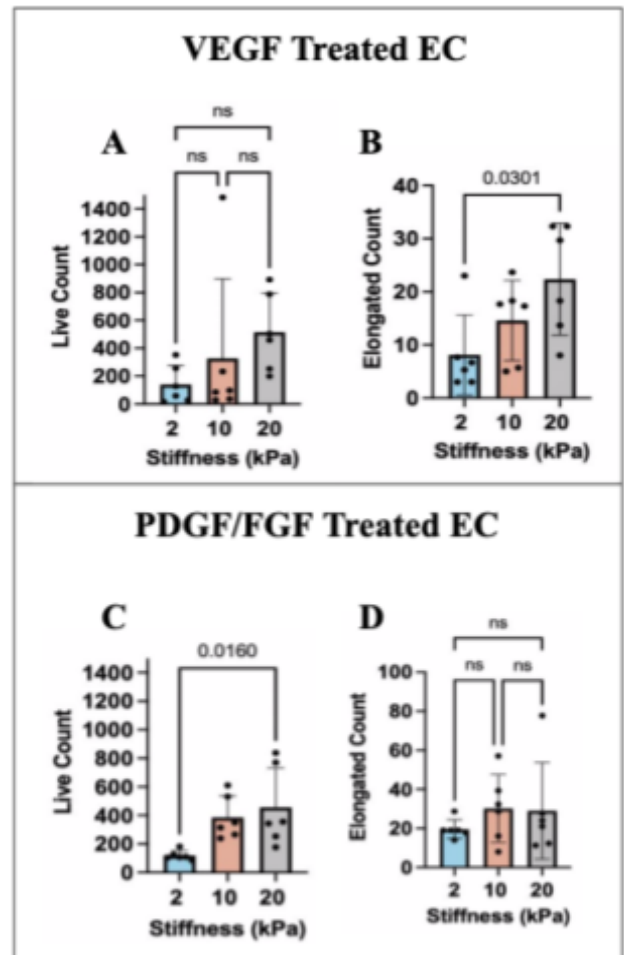 VEGF Treated EC
A
ns
ns
ns
Live Count
1400
1200
1000
800
600
400
200
0
2
10
20
Stiffness (kPa)
B
0.0301
Elongated Count
40
30
20
10
0
2
10
20
Stiffness (kPa)
PDGF/FGF Treated EC
C
0.0160
Live Count
1400
1200
1000
800
600
400
200
0
2
10
20
Stiffness (kPa)
D
ns
ns
ns
Elongated Count
100
80
60
40
20
0
2
10
20
Stiffness (kPa)